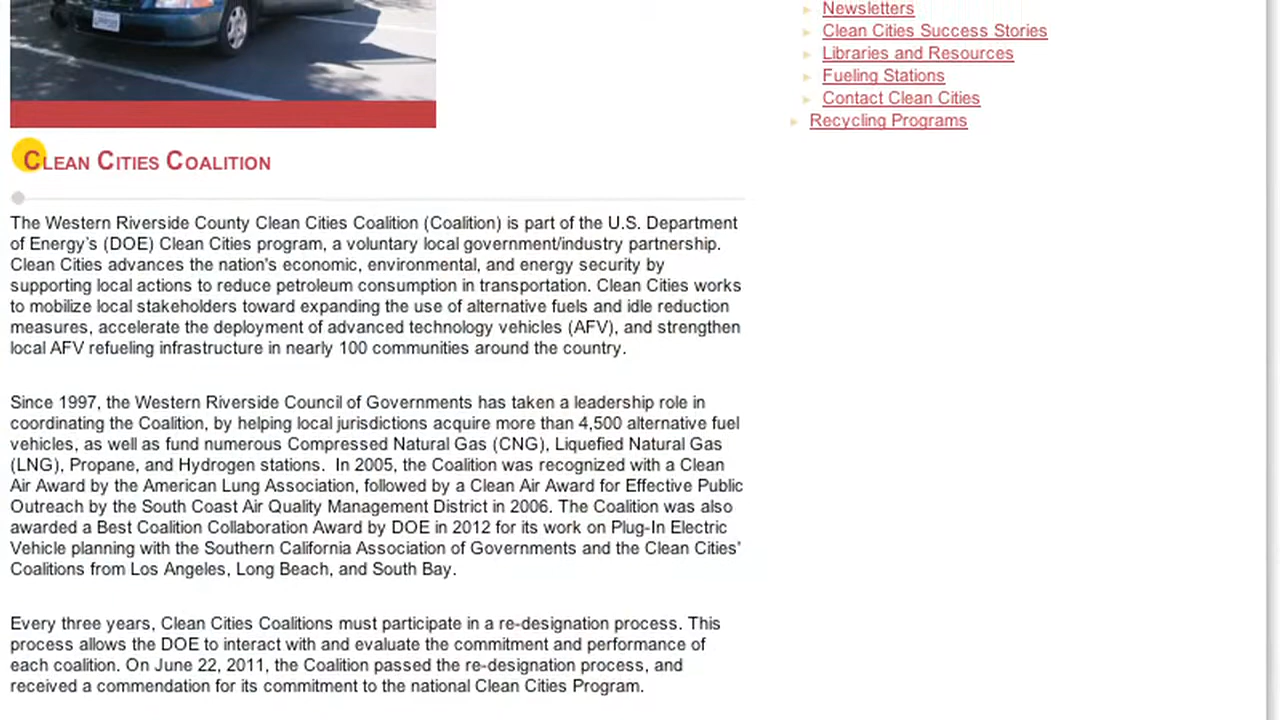 Newsletters
Clean Cities Success Stories
Libraries and Resources
Fueling Stations
Contact Clean Cities
Recycling Programs
Clean Cities Coalition
The Western Riverside County Clean Cities Coalition (Coalition) is part of the U.S. Department
of Energy's (DOE) Clean Cities program, a voluntary local government/industry partnership.
Clean Cities advances the nation's economic, environmental, and energy security by
supporting local actions to reduce petroleum consumption in transportation. Clean Cities works
to mobilize local stakeholders toward expanding the use of alternative fuels and idle reduction
measures, accelerate the deployment of advanced technology vehicles (AFV), and strengthen
local AFV refueling infrastructure in nearly 100 communities around the country.
Since 1997, the Western Riverside Council of Governments has taken a leadership role in
coordinating the Coalition, by helping local jurisdictions acquire more than 4,500 alternative fuel
vehicles, as well as fund numerous Compressed Natural Gas (CNG), Liquefied Natural Gas
(LNG), Propane, and Hydrogen stations.  In 2005, the Coalition was recognized with a Clean
Air Award by the American Lung Association, followed by a Clean Air Award for Effective Public
Outreach by the South Coast Air Quality Management District in 2006. The Coalition was also
awarded a Best Coalition Collaboration Award by DOE in 2012 for its work on Plug-In Electric
Vehicle planning with the Southern California Association of Governments and the Clean Cities'
Coalitions from Los Angeles, Long Beach, and South Bay.
Every three years, Clean Cities Coalitions must participate in a re-designation process. This
process allows the DOE to interact with and evaluate the commitment and performance of
each coalition. On June 22, 2011, the Coalition passed the re-designation process, and
received a commendation for its commitment to the national Clean Cities Program.